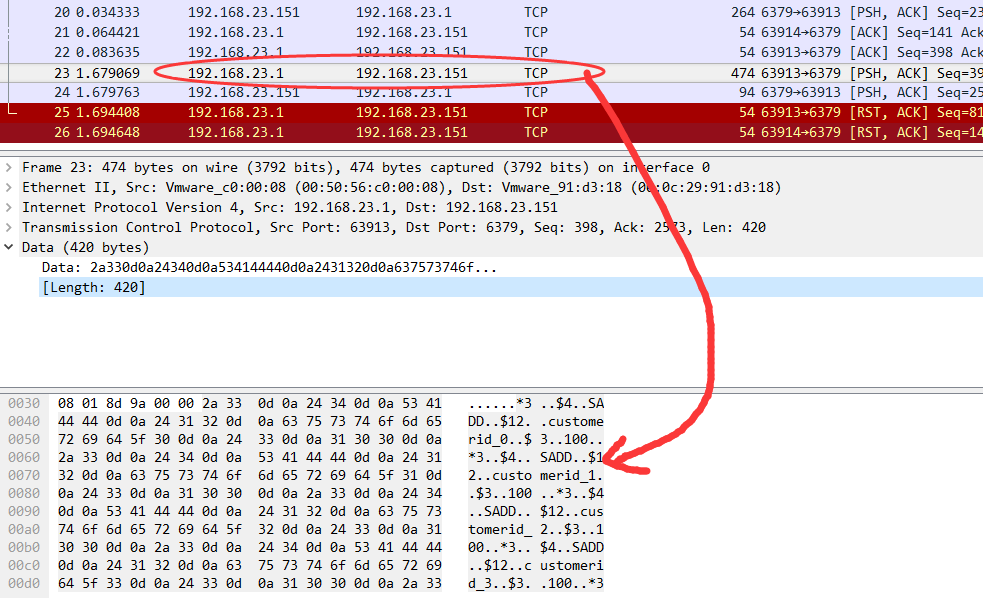 20 0.034333 192.168.23.151 192.168.23.1 TCP 264 6379→63913 [PSH, ACK] Seq=23
21 0.064421 192.168.23.1 192.168.23.151 TCP 54 63914→6379 [ACK] Seq=141 Ack
22 0.083635 192.168.23.1 192.168.23.151 TCP 54 63913→6379 [ACK] Seq=398 Ack
23 1.679069 192.168.23.1 192.168.23.151 TCP 474 63913→6379 [PSH, ACK] Seq=39
24 1.679763 192.168.23.151 192.168.23.1 TCP 94 6379→63913 [PSH, ACK] Seq=25
25 1.694408 192.168.23.1 192.168.23.151 TCP 54 63913→6379 [RST, ACK] Seq=81
26 1.694648 192.168.23.1 192.168.23.151 TCP 54 63914→6379 [RST, ACK] Seq=14
Frame 23: 474 bytes on wire (3792 bits), 474 bytes captured (3792 bits) on interface 0
Ethernet II, Src: Vmware_c0:00:08 (00:50:56:c0:00:08), Dst: Vmware_91:d3:18 (00:0c:29:91:d3:18)
Internet Protocol Version 4, Src: 192.168.23.1, Dst: 192.168.23.151
Transmission Control Protocol, Src Port: 63913, Dst Port: 6379, Seq: 398, Ack: 2573, Len: 420
Data (420 bytes)
Data: 2a330d0a24340d0a534144440d0a2431320d0a637573746f...
[Length: 420]
0030 08 01 8d 9a 00 00 2a 33 0d 0a 24 34 0d 0a 53 41 ......*3 ..$4..SA
0040 44 44 0d 0a 24 31 32 0d 0a 63 75 73 74 6f 6d 65 DD..$12. .custome
0050 72 69 64 5f 30 0d 0a 24 33 0d 0a 31 30 30 0d 0a rid_0..$ 3..100..
0060 2a 33 0d 0a 24 34 0d 0a 53 41 44 44 0d 0a 24 31 *3..$4.. SADD..$1
0070 32 0d 0a 63 75 73 74 6f 6d 65 72 69 64 5f 31 0d 2..custo merid_1.
0080 0a 24 33 0d 0a 31 30 30 0d 0a 2a 33 0d 0a 24 34 .$3..100 ..*3..$4
0090 0d 0a 53 41 44 44 0d 0a 24 31 32 0d 0a 63 75 73 ..SADD.. $12..cus
00a0 74 6f 6d 65 72 69 64 5f 32 0d 0a 24 33 0d 0a 31 tomerid_ 2..$3..1
00b0 30 30 0d 0a 2a 33 0d 0a 24 34 0d 0a 53 41 44 44 00..*3.. $4..SADD
00c0 0d 0a 24 31 32 0d 0a 63 75 73 74 6f 6d 65 72 69 ..$12..c ustomeri
00d0 64 5f 33 0d 0a 24 33 0d 0a 31 30 30 0d 0a 2a 33 d_3..$3. .100..*3